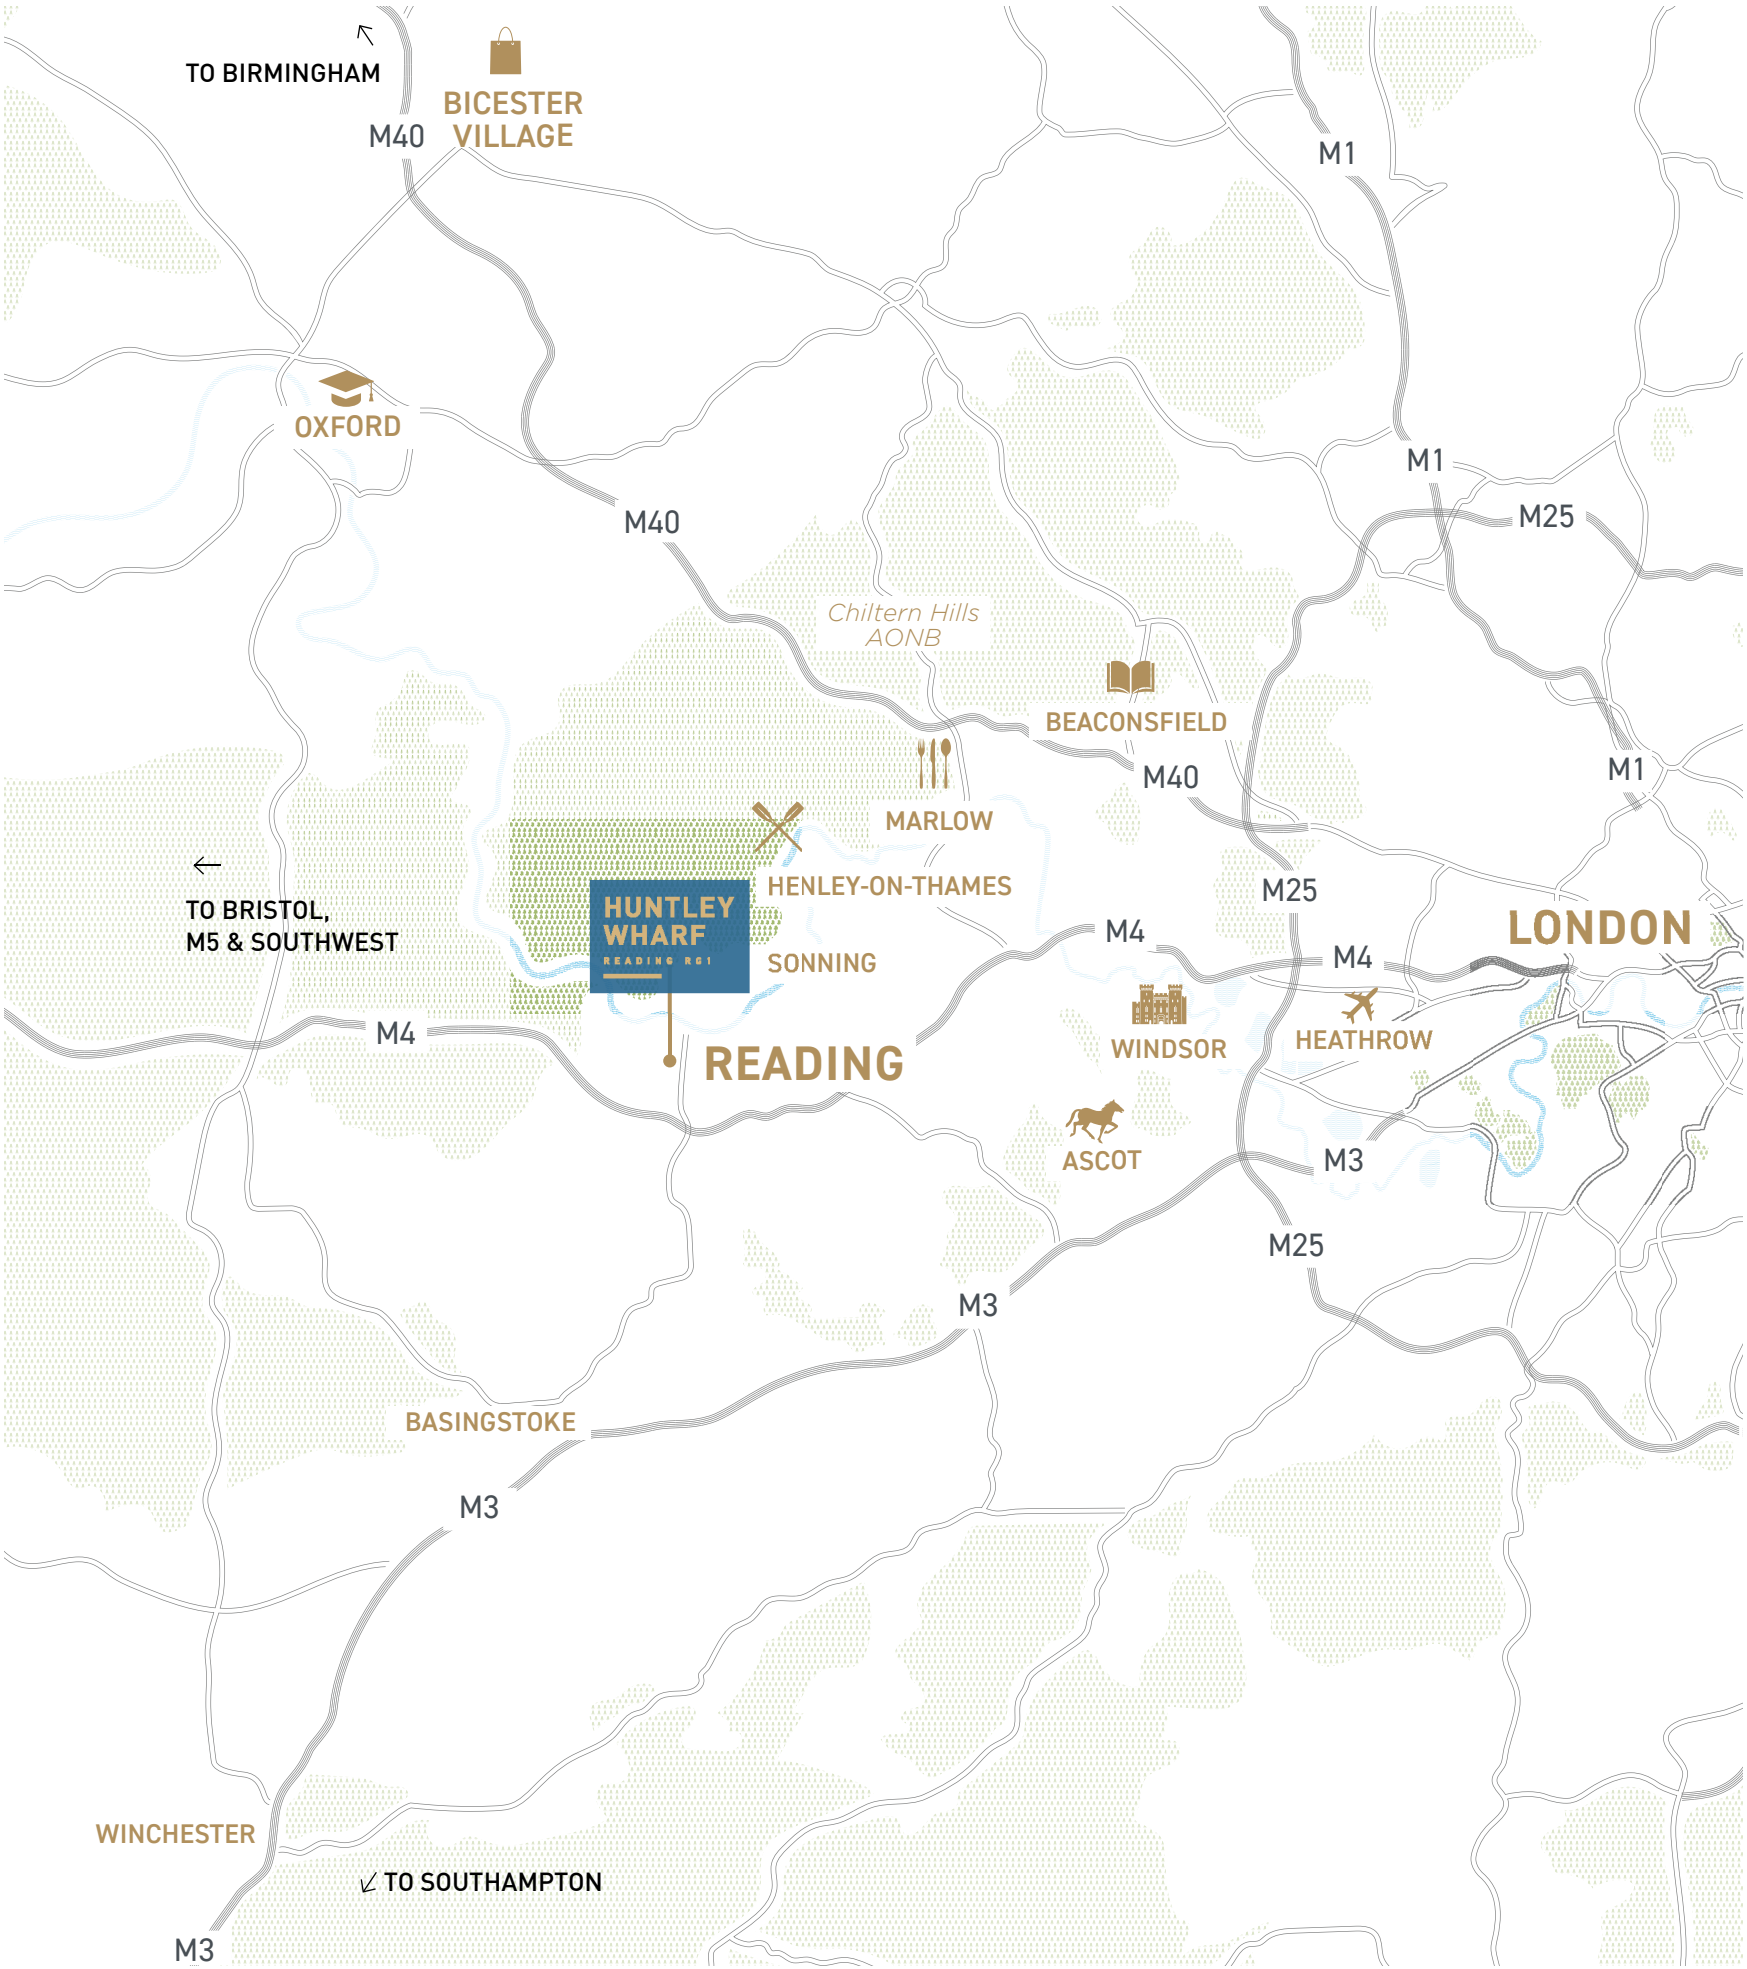 TO BIRMINGHAM
BICESTER
VILLAGE
M40
M1
OXFORD
M1
M25
M40
Chiltern Hills
AONB
BEACONSFIELD
M40
M1
MARLOW
HENLEY-ON-THAMES
M25
TO BRISTOL,
M5 & SOUTHWEST
HUNTLEY
WHARF
READING RG1
SONNING
M4
M4
LONDON
M4
READING
WINDSOR
HEATHROW
ASCOT
M3
M25
M3
BASINGSTOKE
M3
WINCHESTER
TO SOUTHAMPTON
M3